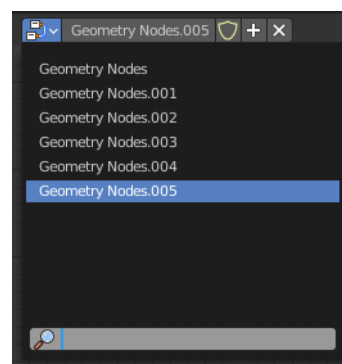 Geometry Nodes.005
Geometry Nodes
Geometry Nodes.001
Geometry Nodes.002
Geometry Nodes.003
Geometry Nodes.004
Geometry Nodes.005